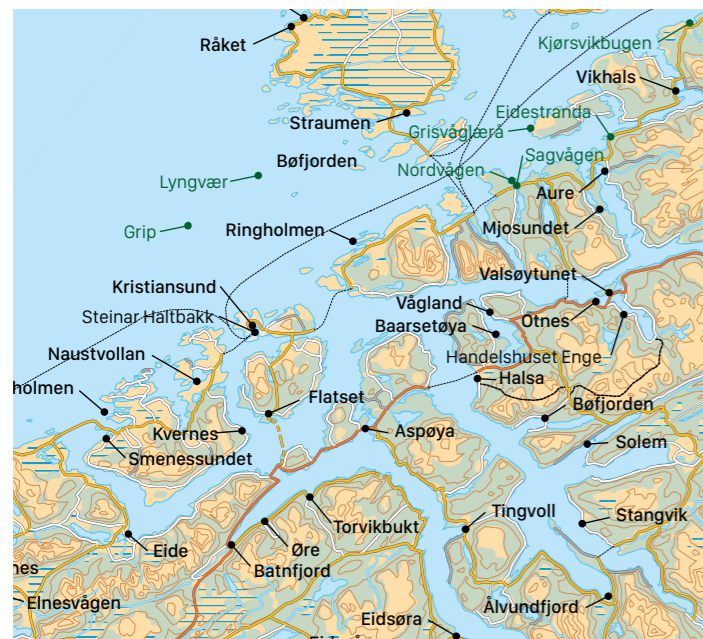 Råket
Kjørsvikbugen
Vikhals
Straumen
Eidestranda
Grisvåglæra
Bøfjorden
Sagvågen
Nordvågen
Lyngvær
Aure
Grip
Ringholmen
Mjosundet
Valsøytunet
Kristiansund
Vågland
Steinar Haltbakk
Otnes
Baarsetøya
Naustvollan
Handelshuset Enge
holmen
Halsa
Flatset
Bøfjorden
Kvernes
Aspøya
Solem
Smenessundet
Tingvoll
Stangvik
Torvikbukt
Eide
Øre
Batnfjord
nes
Elnesvågen
Ålvundfjord
Eidsøra